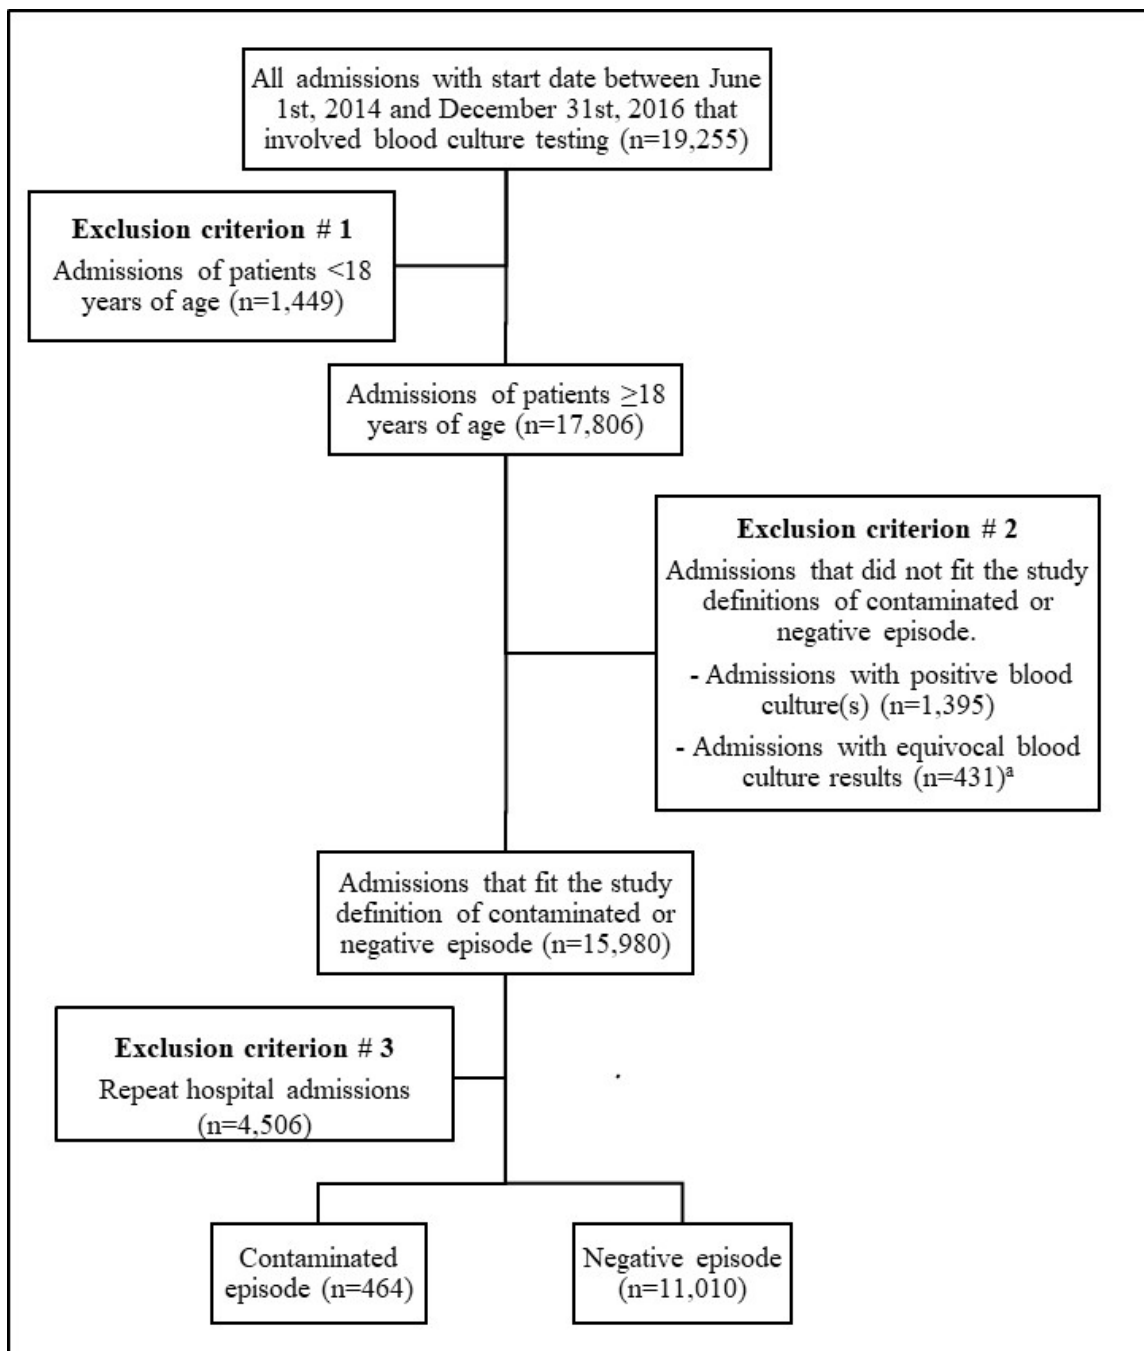 All admissions with start date between June
1st, 2014 and December 31st, 2016 that
involved blood culture testing (n=19,255)
Exclusion criterion # 1
Admissions of patients <18
years of age (n=1,449)
Admissions of patients ≥18
years of age (n=17,806)
Exclusion criterion # 2
Admissions that did not fit the study
definitions of contaminated or
negative episode.
- Admissions with positive blood
culture(s) (n=1,395)
- Admissions with equivocal blood
culture results (n=431)ª
Admissions that fit the study
definition of contaminated or
negative episode (n=15,980)
Exclusion criterion # 3
Repeat hospital admissions
(n=4,506)
Contaminated
episode (n=464)
Negative episode
(n=11,010)